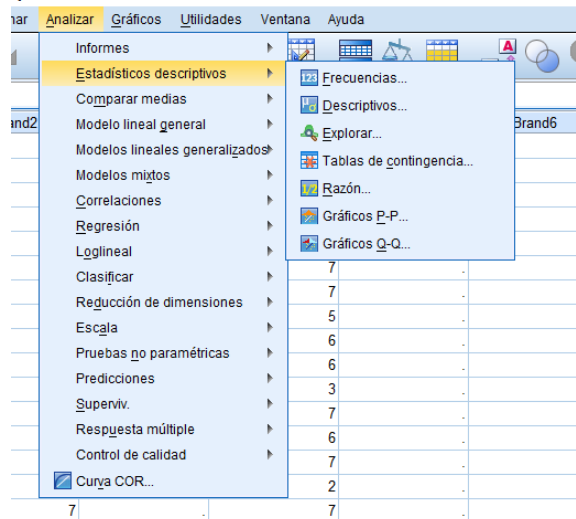 nar Analizar Gráficos Utilidades Ventana Ayuda
Informes
Estadísticos descriptivos
Comparar medias
Modelo lineal general
Modelos lineales generalizados
Modelos mixtos
Correlaciones
Regresión
Loglineal
Clasificar
Reducción de dimensiones
Escala
Pruebas no paramétricas
Predicciones
Superviv.
Respuesta múltiple
Control de calidad
Curva COR...
Frecuencias...
Descriptivos...
Explorar...
Tablas de contingencia...
Razón...
Gráficos P-P...
Gráficos Q-Q...
and2 Brand6
7 .
7 .
5 .
6 .
6 .
3 .
7 .
6 .
7 .
2 .
7 . 7 .